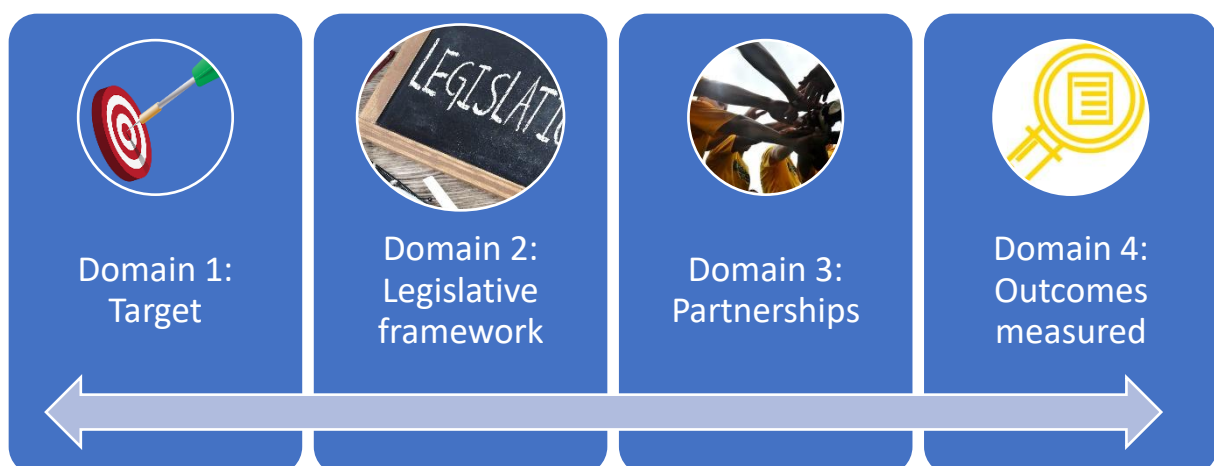 LEGISLATI
Domain 1:
Target
Domain 2:
Legislative
framework
Domain 3:
Partnerships
Domain 4:
Outcomes
measured